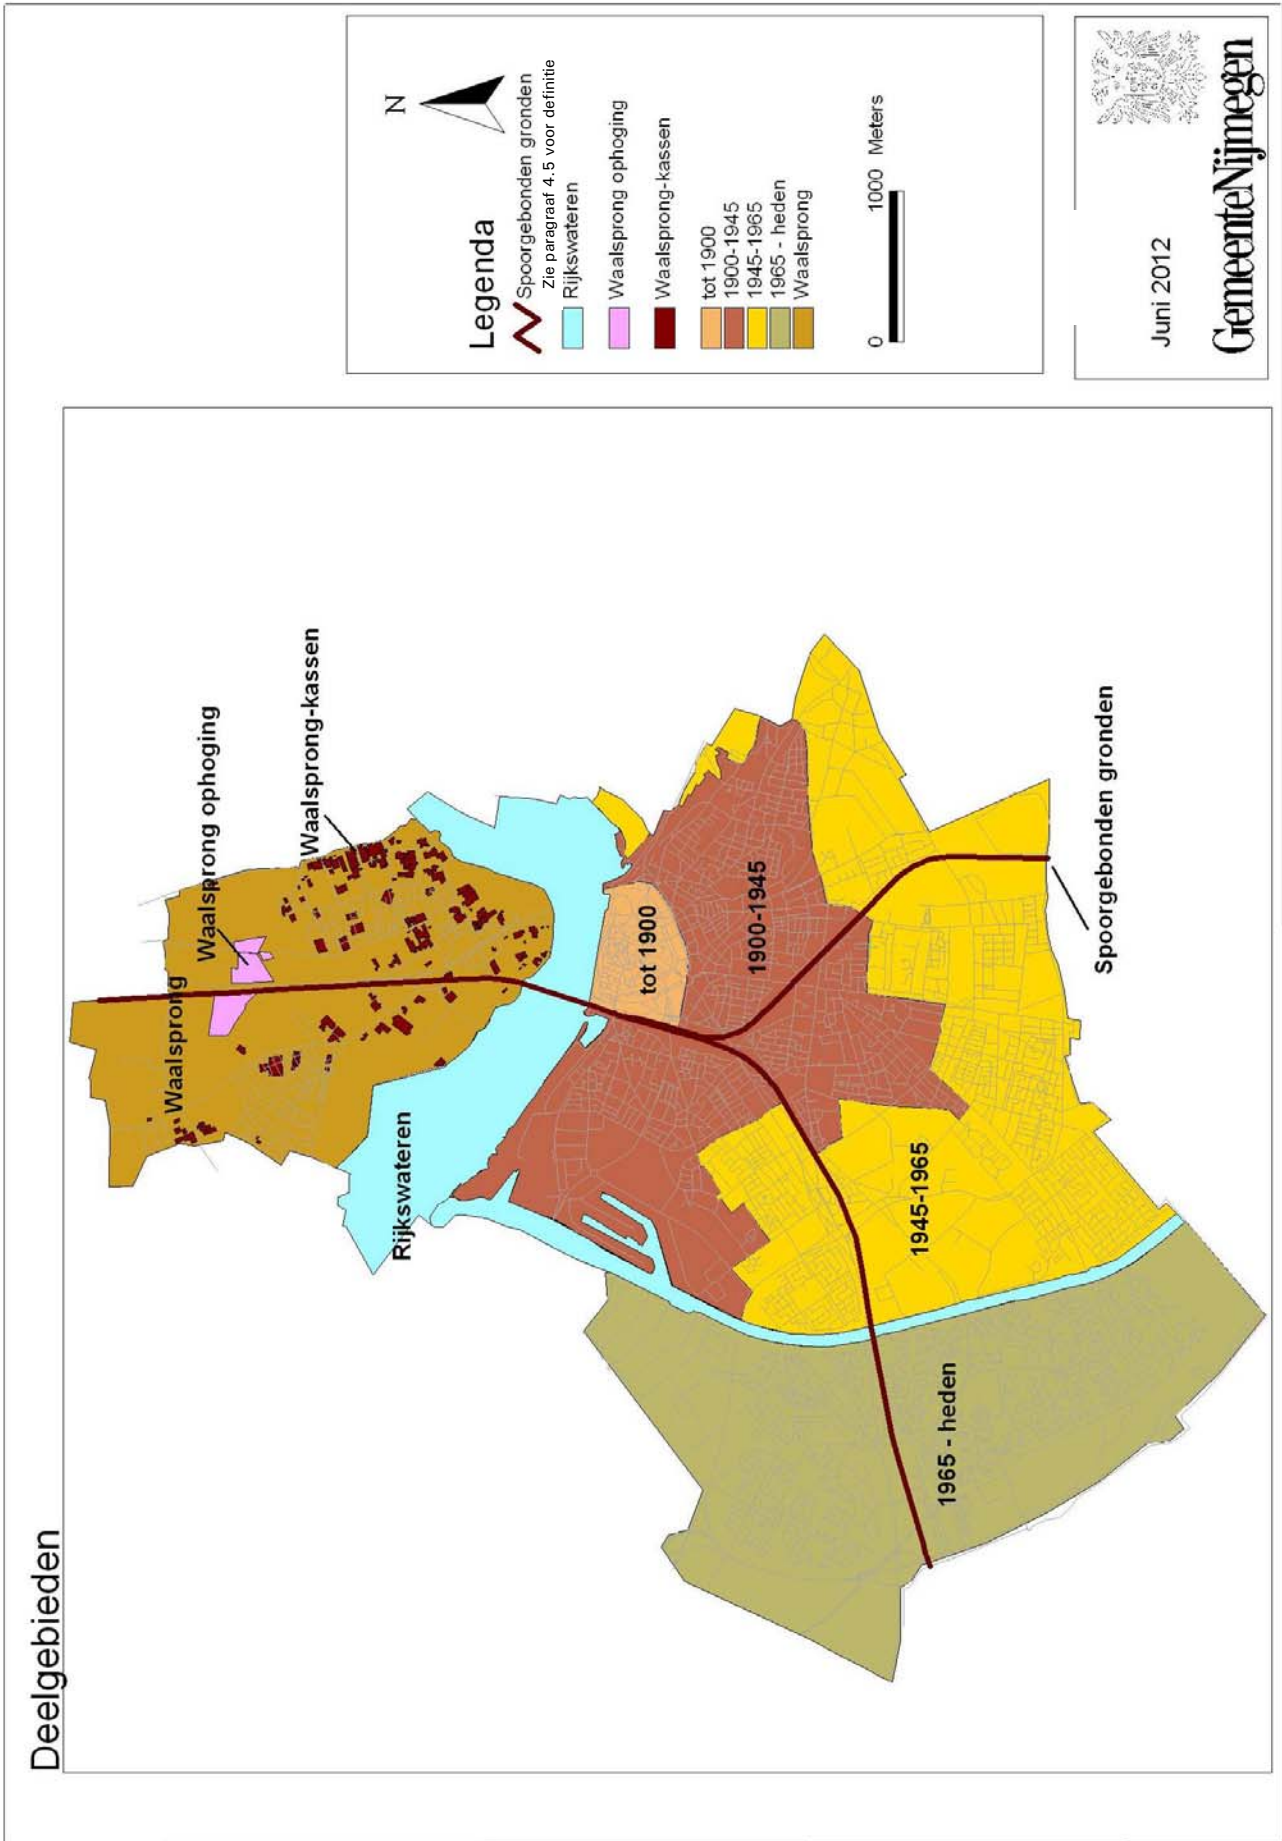 Deelgebieden
Waalsprong
Waalsprong ophoging
Waalsprong-kassen
Rijkswateren
tot 1900
1900-1945
1945-1965
1965 - heden
Spoorgebonden gronden
N
Legenda
Spoorgebonden gronden
Zie paragraaf 4.5 voor definitie
Rijkswateren
Waalsprong ophoging
Waalsprong-kassen
tot 1900
1900-1945
1945-1965
1965 - heden
Waalsprong
0 1000 Meters
Juni 2012
GemeenteNijmegen